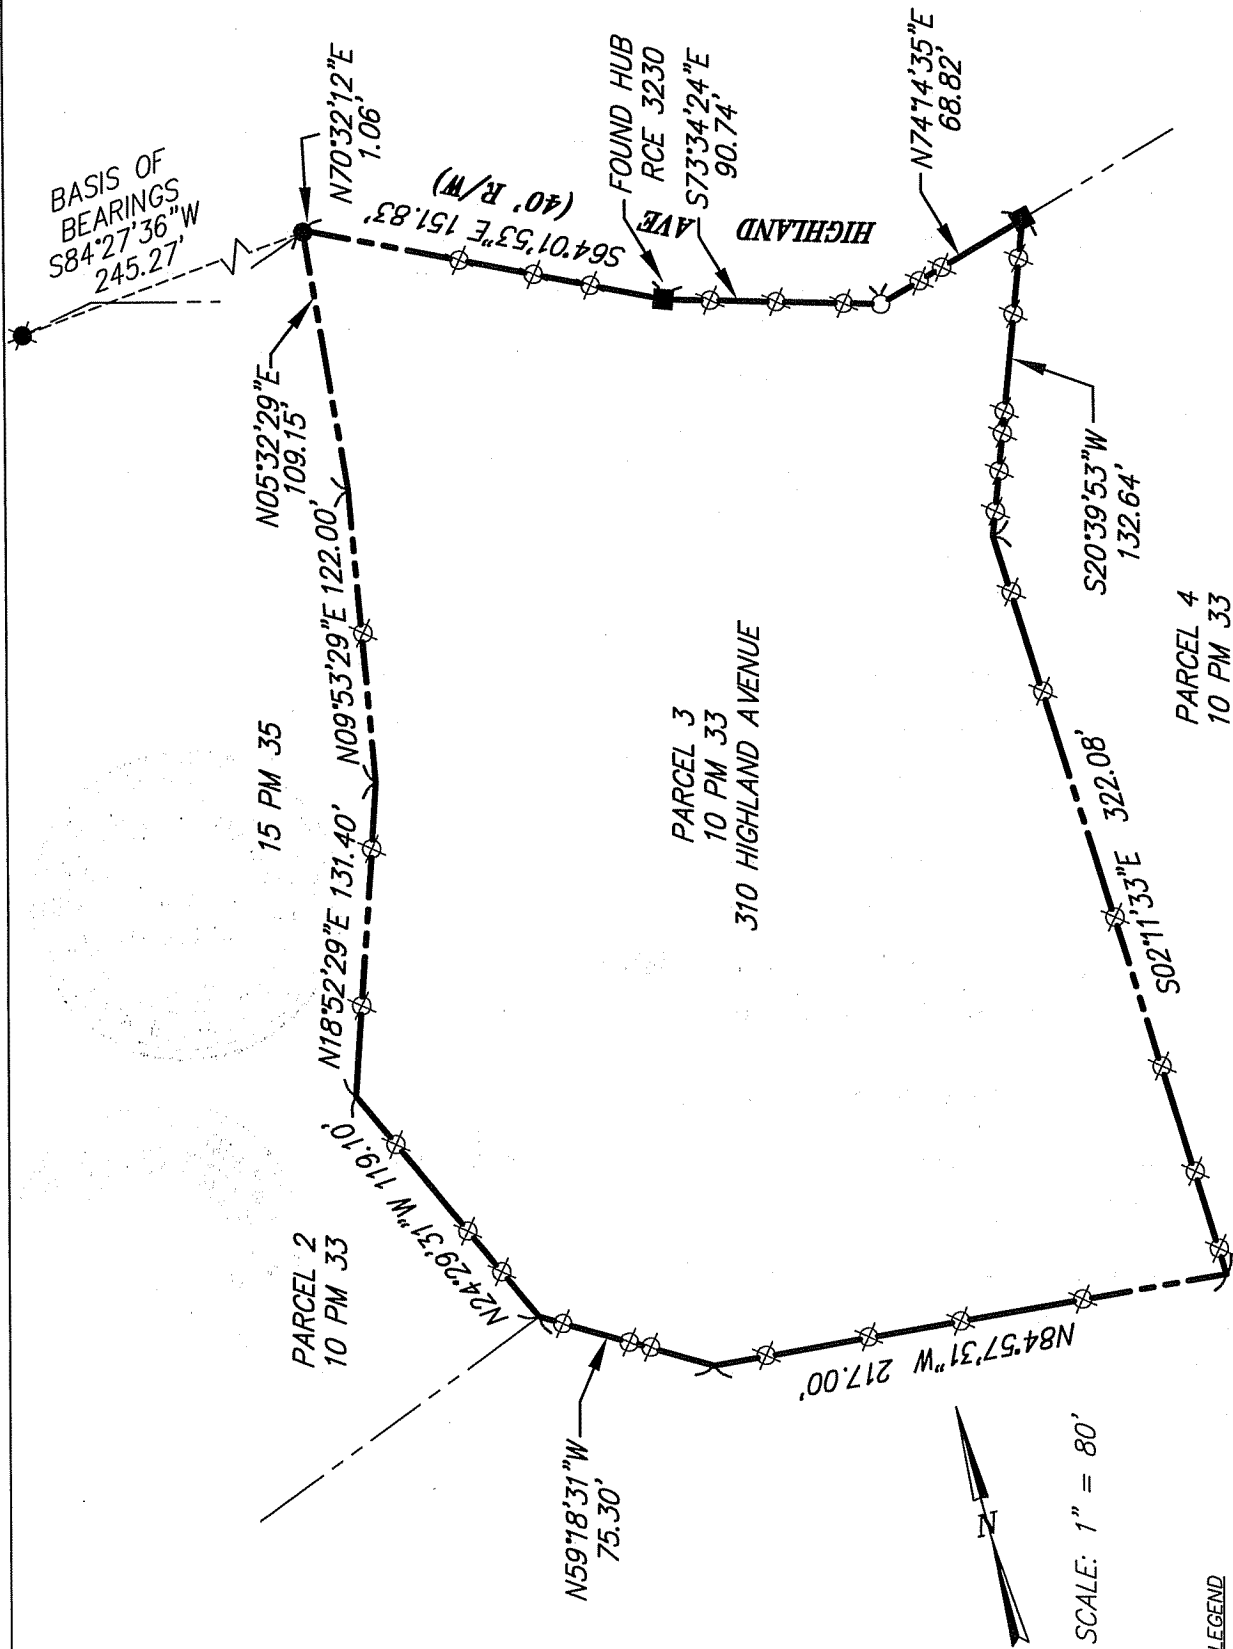 BASIS OF
BEARINGS
S84°27'36"W
245.27'
N70°32'12"E
1.06'
N05°32'29"E
109.15'
S64°01'53"E 151.83'
(40' R/W)
FOUND HUB
RCE 3230
S73°34'24"E
90.74'
HIGHLAND AVE
N74°14'35"E
68.82'
S20°39'53"W
132.64'
N09°53'29"E 122.00'
15 PM 35
N18°52'29"E 131.40'
PARCEL 3
10 PM 33
310 HIGHLAND AVENUE
PARCEL 4
10 PM 33
S02°11'33"E 322.08'
PARCEL 2
10 PM 33
N24°29'31"W 119.10'
N59°18'31"W
75.30'
N84°57'31"W 217.00'
N
SCALE: 1" = 80'
LEGEND